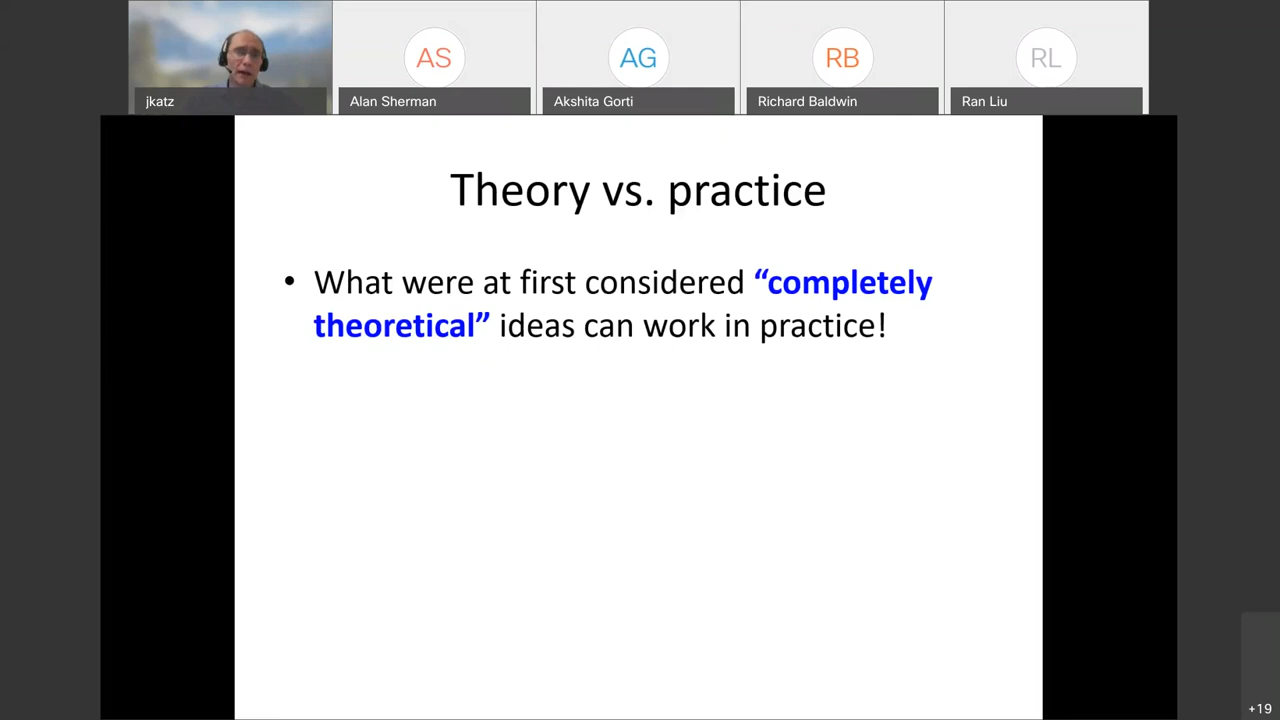 AS
AG
RB
RL
jkatz
Alan Sherman
Akshita Gorti
Richard Baldwin
Ran Liu
Theory vs. practice
• What were at first considered “completely
theoretical” ideas can work in practice!
+19